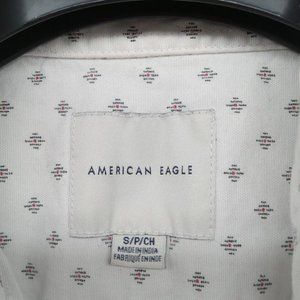 AMERICAN EAGLE
S/P/CH
MADE IN INDIA
FABRIQUÉ EN INDE